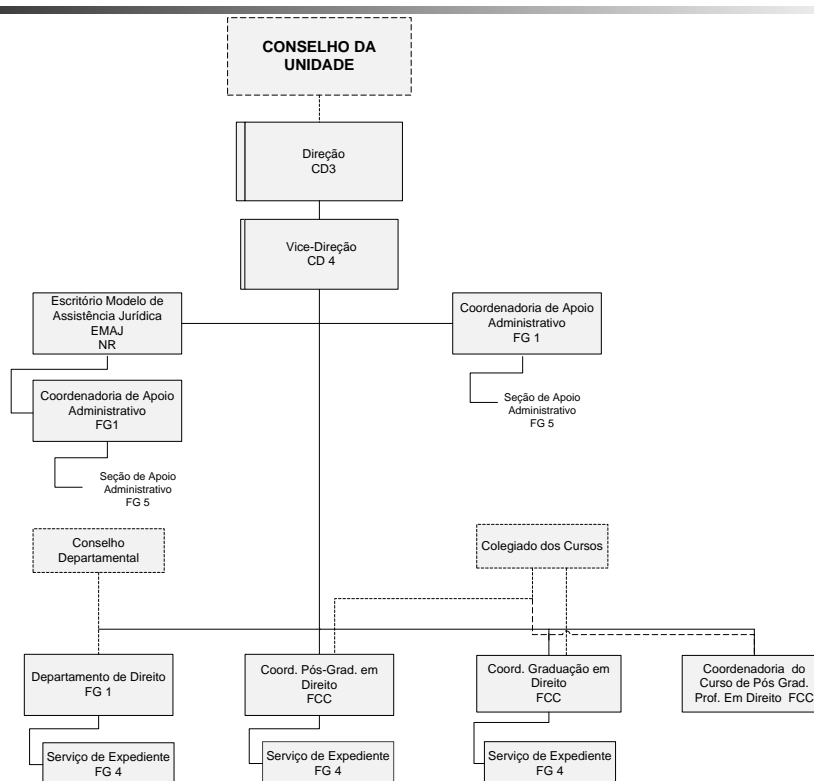 CONSELHO DA
UNIDADE
Direção
CD3
Vice-Direção
CD 4
Escritório Modelo de
Assistência Jurídica
EMAJ
NR
Coordenadoria de Apoio
Administrativo
FG 1
Coordenadoria de Apoio
Administrativo
FG1
Seção de Apoio
Administrativo
FG 5
Seção de Apoio
Administrativo
FG 5
Conselho
Departamental
Colegiado dos Cursos
Departamento de Direito
FG 1
Coord. Pós-Grad. em
Direito
FCC
Coord. Graduação em
Direito
FCC
Coordenadoria do
Curso de Pós Grad.
Prof. Em Direito FCC
Serviço de Expediente
FG 4
Serviço de Expediente
FG 4
Serviço de Expediente
FG 4